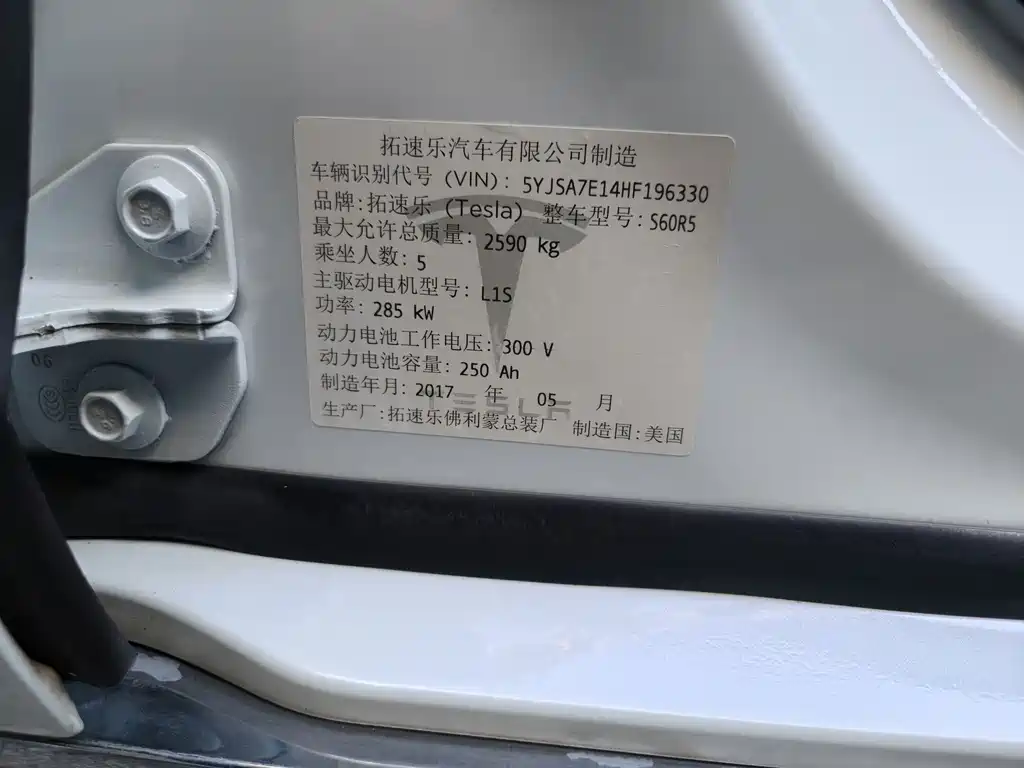 拓速乐汽车有限公司制造
车辆识别代号 (VIN): 5YJSA7E14HF196330
品牌: 拓速乐 (Tesla) 整车型号: S60R5
最大允许总质量: 2590 kg
乘坐人数: 5
主驱动电机型号: L1S
功率: 285 kW
动力电池工作电压: 300 V
动力电池容量: 250 Ah
制造年月: 2017 年 05 月
TESLA
生产厂: 拓速乐佛利蒙总装厂 制造国: 美国
06